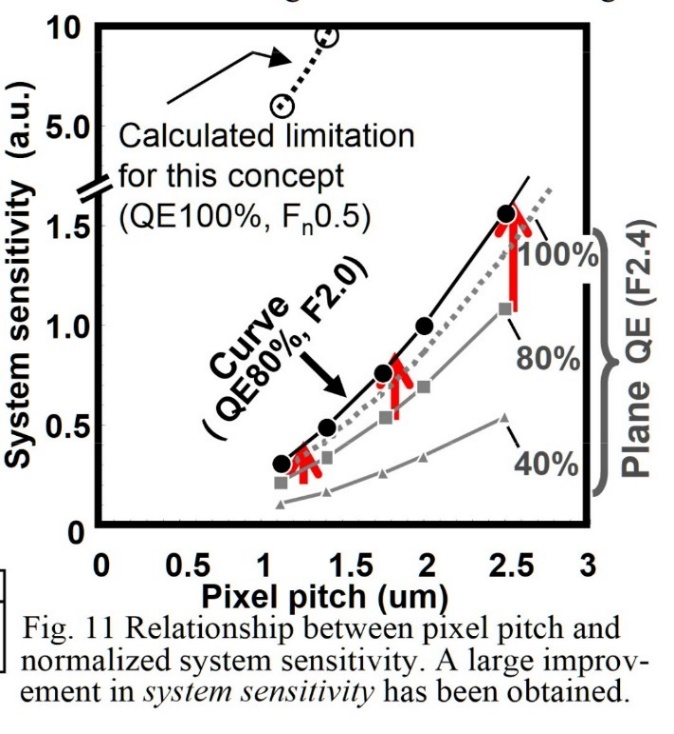 10
5.0
1.5
1.0
0.5
0
System sensitivity (a.u.)
Calculated limitation
for this concept
(QE100%, Fn0.5)
Curve
( QE80%, F2.0)
100%
80%
40%
Plane QE (F2.4)
0 0.5 1 1.5 2 2.5 3
Pixel pitch (um)
Fig. 11 Relationship between pixel pitch and
normalized system sensitivity. A large improv-
ement in system sensitivity has been obtained.